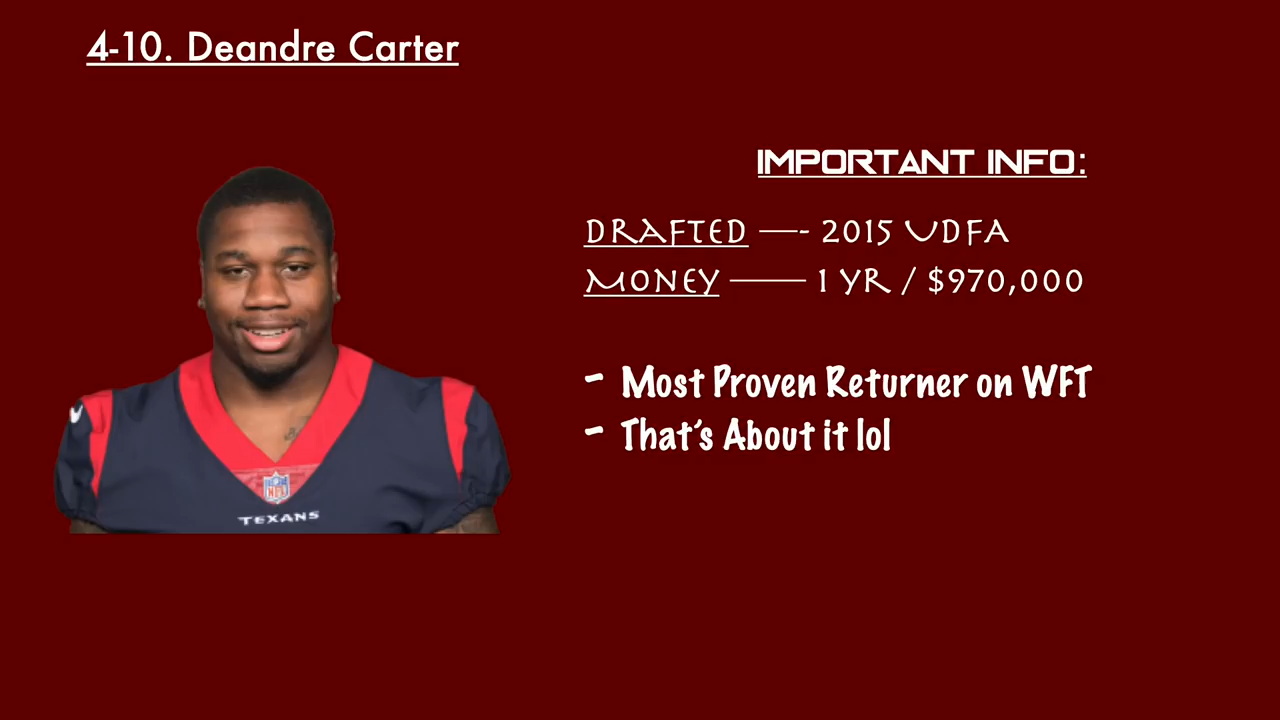 4-10. Deandre Carter
IMPORTANT INFO:
DRAFTED —-- 2015 UDFA
MONEY —— 1 YR / $970,000
- Most Proven Returner on WFT
- That's About it lol
NFL
TEXANS